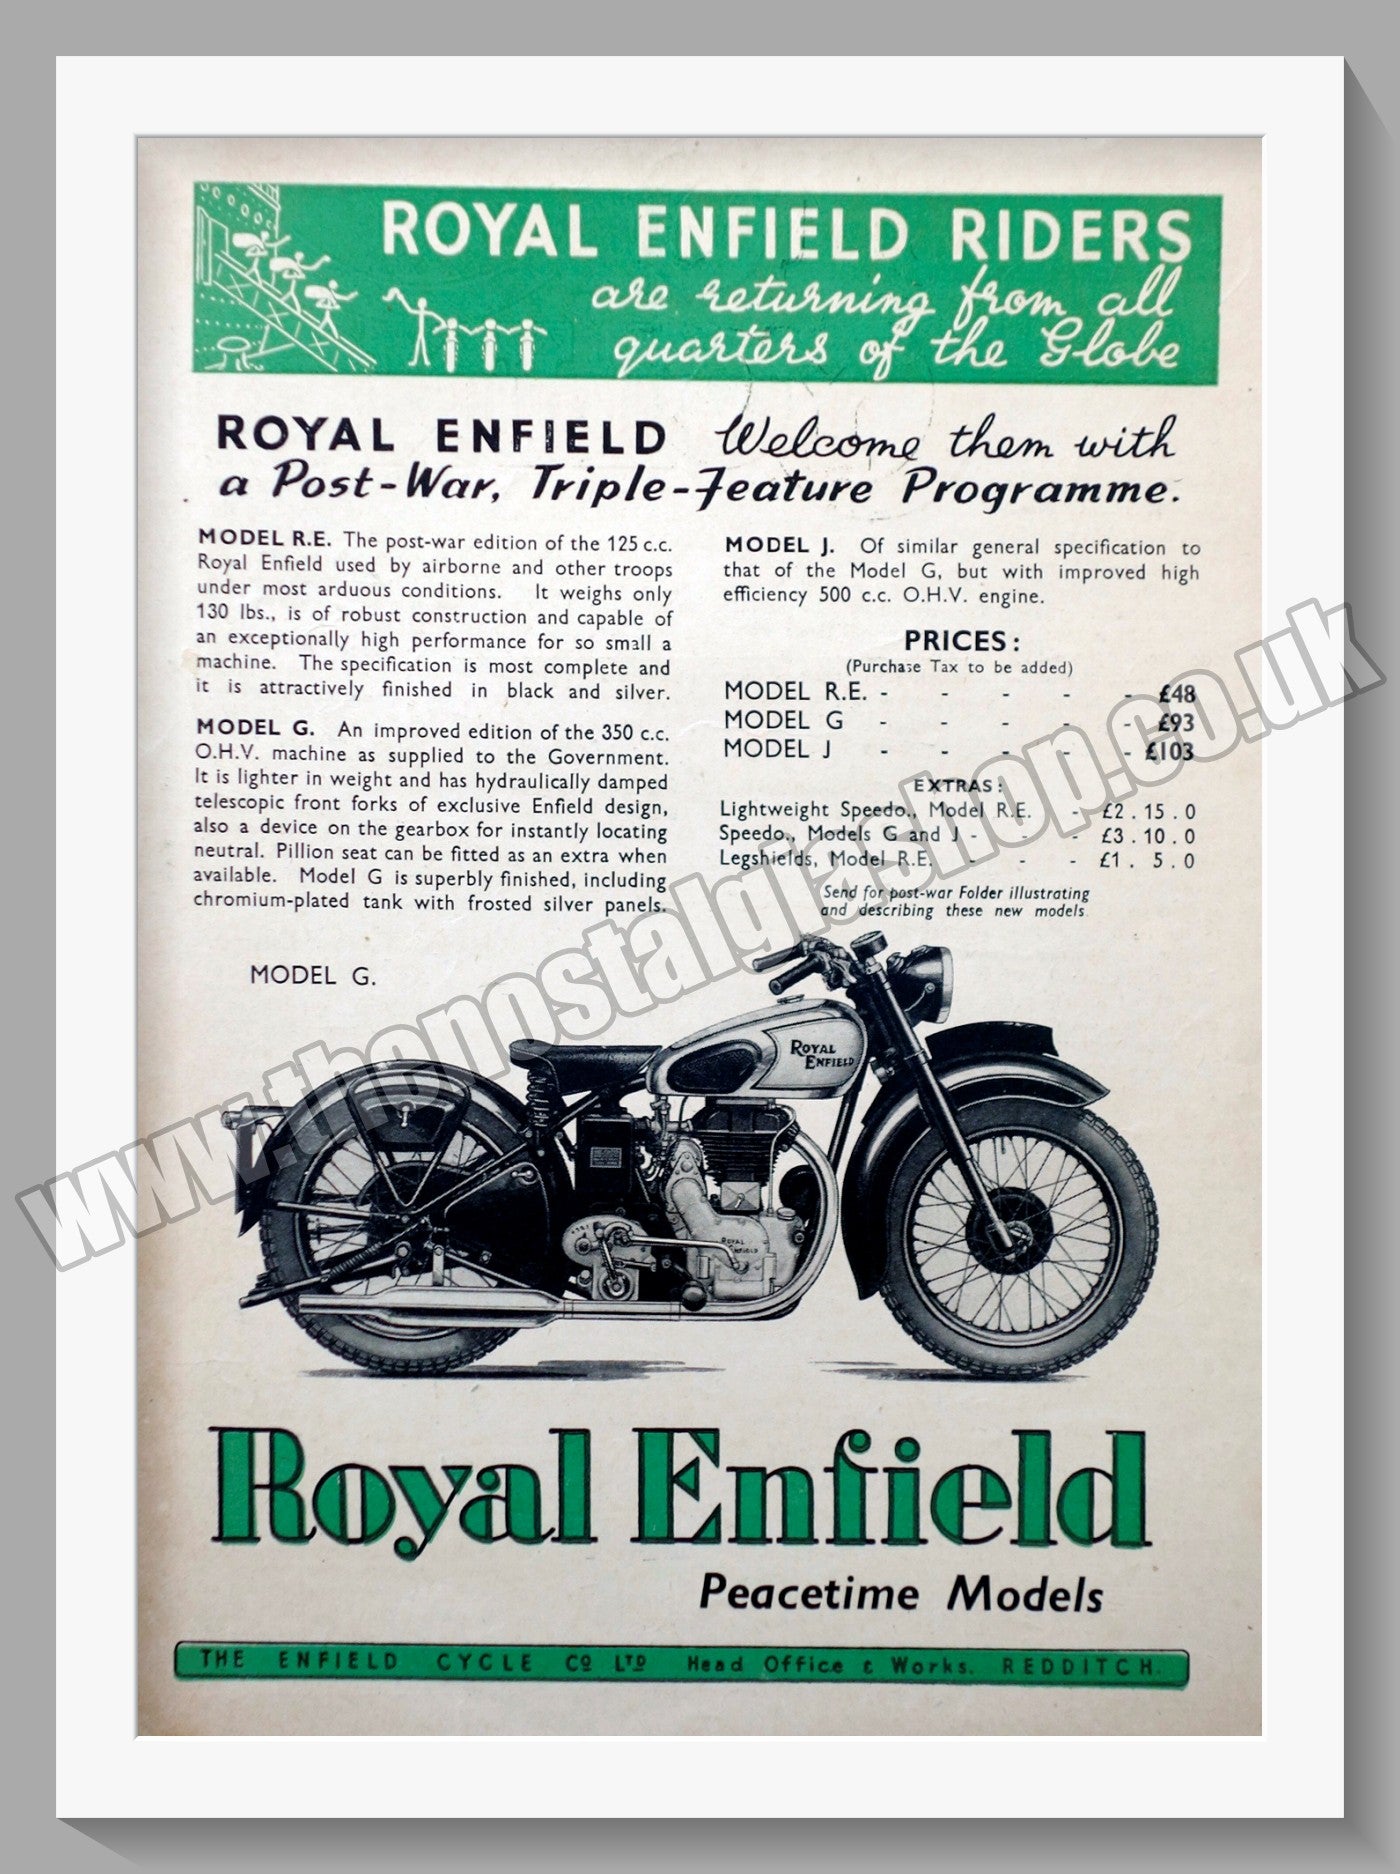 ROYAL ENFIELD RIDERS
are returning from all
quarters of the Globe
ROYAL ENFIELD Welcome them with
a Post-War, Triple-Feature Programme.
MODEL R.E. The post-war edition of the 125 c.c.
Royal Enfield used by airborne and other troops
under most arduous conditions. It weighs only
130 lbs., is of robust construction and capable of
an exceptionally high performance for so small a
machine. The specification is most complete and
it is attractively finished in black and silver.
MODEL G. An improved edition of the 350 c.c.
O.H.V. machine as supplied to the Government.
It is lighter in weight and has hydraulically damped
telescopic front forks of exclusive Enfield design,
also a device on the gearbox for instantly locating
neutral. Pillion seat can be fitted as an extra when
available. Model G is superbly finished, including
chromium-plated tank with frosted silver panels.
MODEL J. Of similar general specification to
that of the Model G, but with improved high
efficiency 500 c.c. O.H.V. engine.
PRICES:
(Purchase Tax to be added)
MODEL R.E. - - - - - £48
MODEL G - - - - - £93
MODEL J - - - - - £103
EXTRAS:
Lightweight Speedo., Model R.E. - £2 . 15 . 0
Speedo., Models G and J - - - £3 . 10 . 0
Legshields, Model R.E. - - - £1 . 5 . 0
Send for post-war Folder illustrating
and describing these new models.
MODEL G.
ROYAL
ENFIELD
ROYAL
ENFIELD
www.thenostalgiashop.co.uk
Royal Enfield
Peacetime Models
THE ENFIELD CYCLE CO LTD Head Office & Works. REDDITCH.